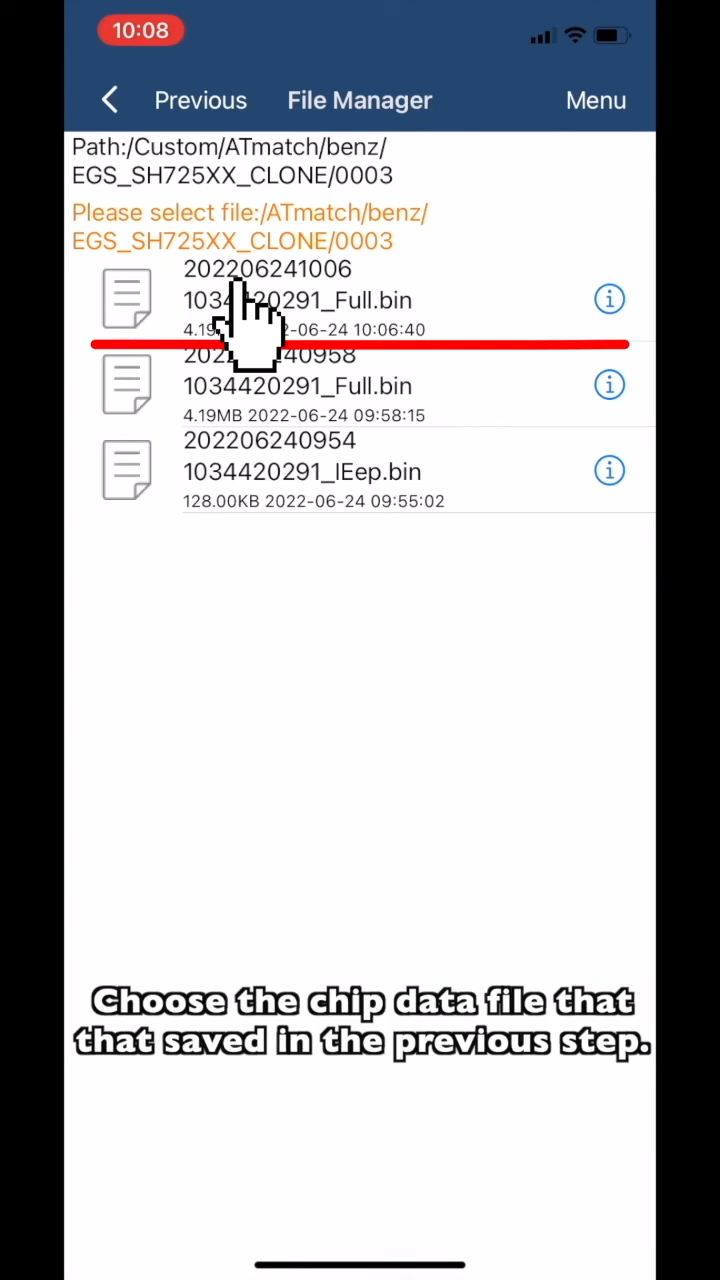 10:08
Previous
File Manager
Menu
Path:/Custom/ATmatch/benz/
EGS_SH725XX_CLONE/0003
Please select file:/ATmatch/benz/
EGS_SH725XX_CLONE/0003
202206241006
1034420291_Full.bin
-06-24 10:06:40
202206240958
1034420291_Full.bin
4.19MB 2022-06-24 09:58:15
202206240954
1034420291_IEep.bin
128.00KB 2022-06-24 09:55:02
Choose the chip data file that
that saved in the previous step.